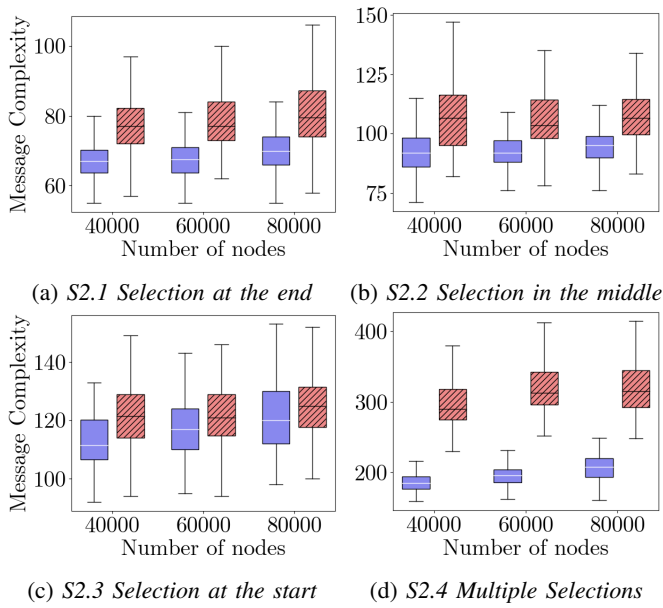 Message Complexity
100
80
60
40000 60000 80000
Number of nodes
150
125
100
75
40000 60000 80000
Number of nodes
(a) S2.1 Selection at the end
(b) S2.2 Selection in the middle
Message Complexity
140
120
100
40000 60000 80000
Number of nodes
400
300
200
40000 60000 80000
Number of nodes
(c) S2.3 Selection at the start
(d) S2.4 Multiple Selections